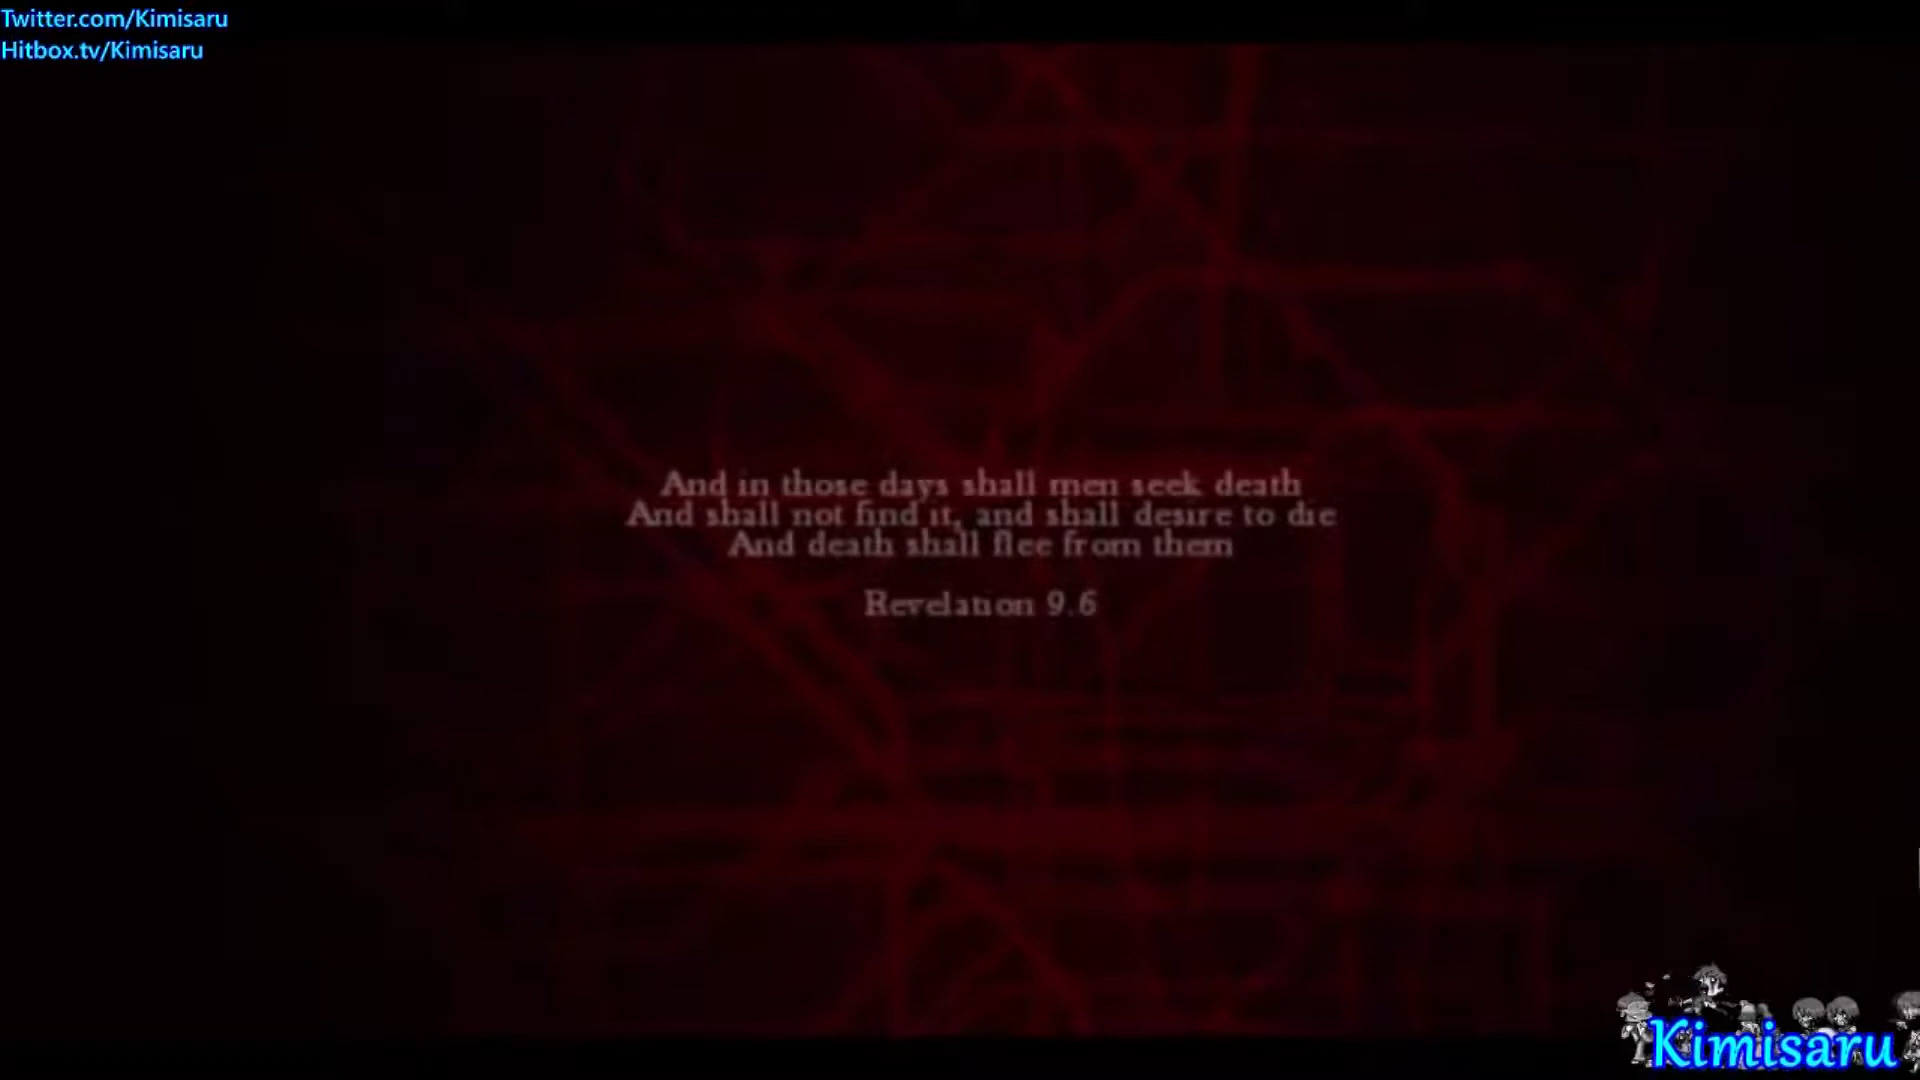 Twitter.com/Kimisaru
Hitbox.tv/Kimisaru
And in those days shall men seek death
And shall not find it, and shall desire to die
And death shall flee from them
Revelation 9.6
Kimisaru